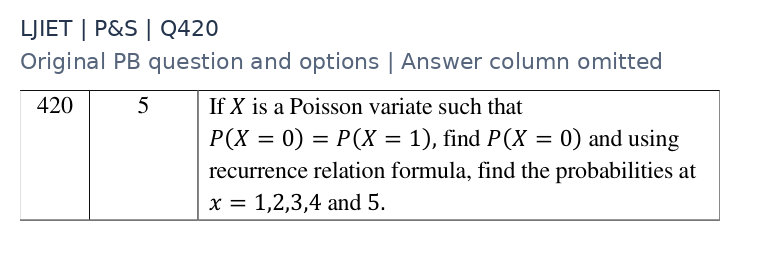 LJIET | P&S | Q420
Original PB question and options | Answer column omitted
420 5 If X is a Poisson variate such that
P(X = 0) = P(X = 1), find P(X = 0) and using
recurrence relation formula, find the probabilities at
x = 1,2,3,4 and 5.